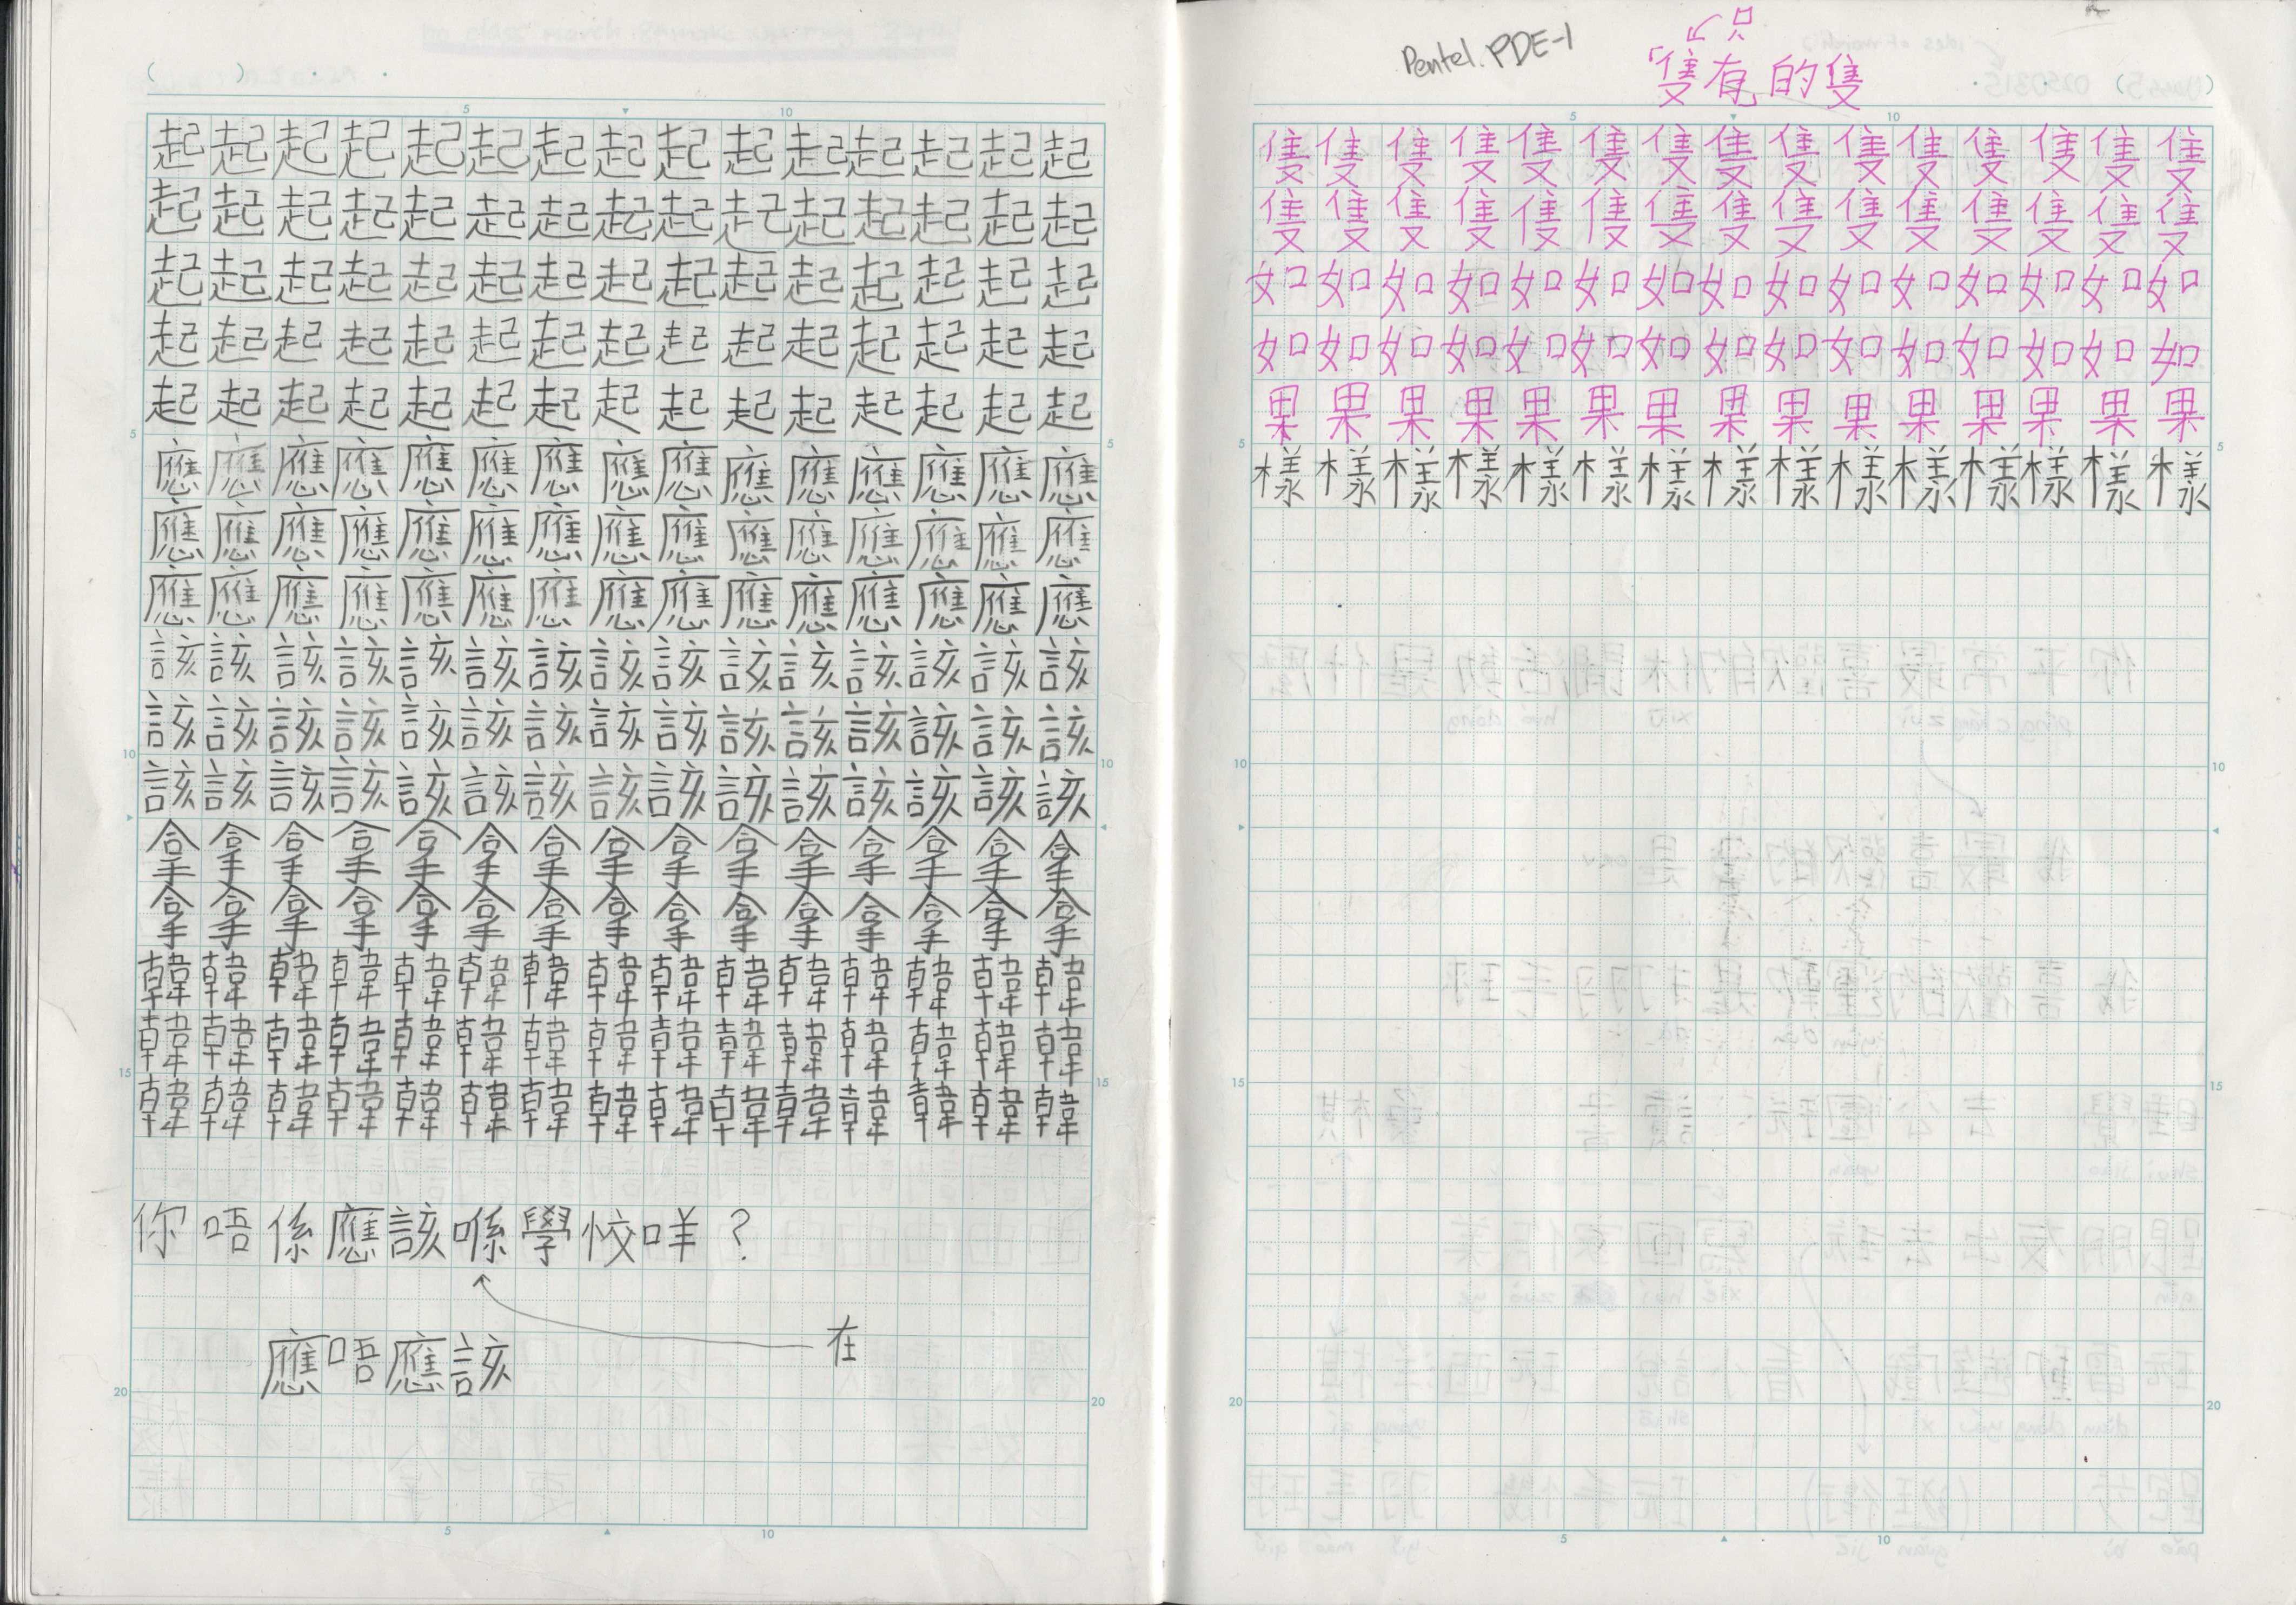 起起起起起起起起起起起起起起起
起起起起起起起起起起起起起起起
起起起起起起起起起起起起起起起
起起起起起起起起起起起起起起起
起起起起起起起起起起起起起起起
應應應應應應應應應應應應應應應
應應應應應應應應應應應應應應應
應應應應應應應應應應應應應應應
該該該該該該該該該該該該該該該
該該該該該該該該該該該該該該該
該該該該該該該該該該該該該該該
拿拿拿拿拿拿拿拿拿拿拿拿拿拿拿
拿拿拿拿拿拿拿拿拿拿拿拿拿拿拿
韓韓韓韓韓韓韓韓韓韓韓韓韓韓韓
韓韓韓韓韓韓韓韓韓韓韓韓韓韓韓
韓韓韓韓韓韓韓韓韓韓韓韓韓韓韓
你唔係應該喺學恔咩?
在
應唔應該
只
Pentel. PDE-1
「隻有的隻
隻隻隻隻隻隻隻隻隻隻隻隻隻隻隻
隻隻隻隻隻隻隻隻隻隻隻隻隻隻隻
如如如如如如如如如如如如如如如
如如如如如如如如如如如如如如如
果果果果果果果果果果果果果果果
樣樣樣樣樣樣樣樣樣樣樣樣樣樣樣